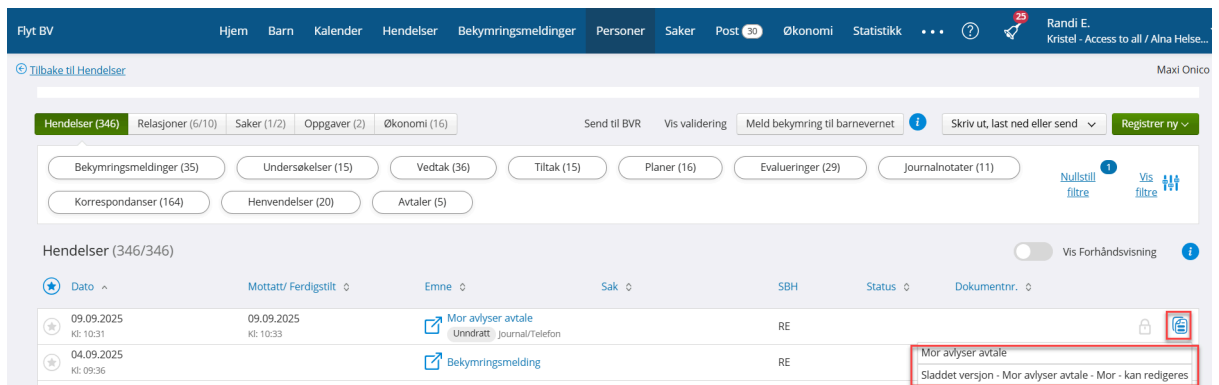 Flyt BV Hjem Barn Kalender Hendelser Bekymringsmeldinger Personer Saker Post 30 Økonomi Statistikk ••• ? 25 Randi E.
Kristel - Access to all / Alna Helse...
Tilbake til Hendelser Maxi Onico
Hendelser (346) Relasjoner (6/10) Saker (1/2) Oppgaver (2) Økonomi (16) Send til BVR Vis validering Meld bekymring til barnevernet i Skriv ut, last ned eller send Registrer ny
Bekymringsmeldinger (35) Undersøkelser (15) Vedtak (36) Tiltak (15) Planer (16) Evalueringer (29) Journalnotater (11)
Nullstill filtre 1 Vis filtre
Korrespondanser (164) Henvendelser (20) Avtaler (5)
Hendelser (346/346) Vis Forhåndsvisning i
Dato Mottatt/ Ferdigstilt Emne Sak SBH Status Dokumentnr.
09.09.2025 09.09.2025 Mor avlyser avtale RE
Kl: 10:31 Kl: 10:33 Unndratt Journal/Telefon
04.09.2025 Bekymringsmelding RE Mor avlyser avtale
Kl: 09:36 Sladdet versjon - Mor avlyser avtale - Mor - kan redigeres